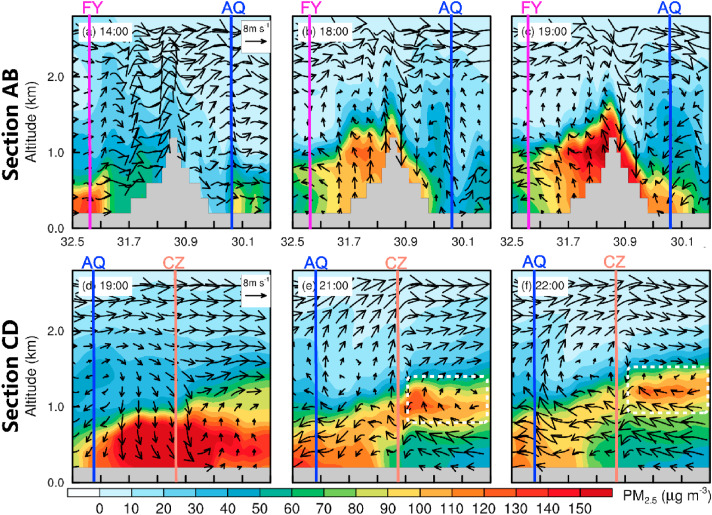 FY AQ
(a) 14:00 8m s⁻¹
(b) 18:00
FY AQ
(c) 19:00
FY AQ
Section AB
Altitude (km)
2.0
1.0
0.0
32.5 31.7 30.9 30.1
32.5 31.7 30.9 30.1
32.5 31.7 30.9 30.1
AQ CZ
(d) 19:00 8m s⁻¹
AQ CZ
(e) 21:00
AQ CZ
(f) 22:00
Section CD
Altitude (km)
2.0
1.0
0.0
0 10 20 30 40 50 60 70 80 90 100 110 120 130 140 150 PM₂.₅ μg m⁻³